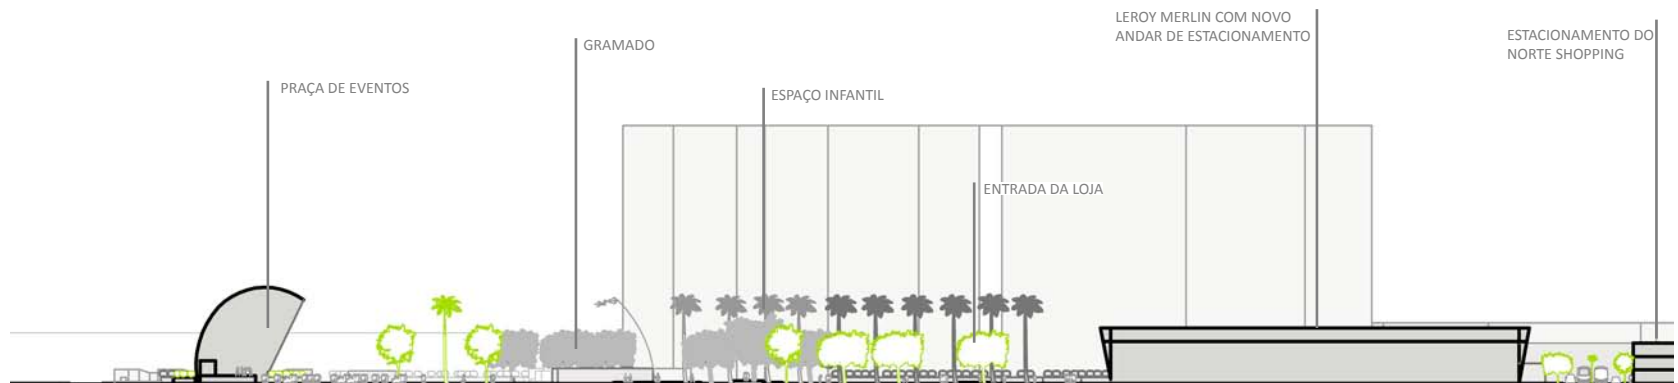 PRAÇA DE EVENTOS
GRAMADO
ESPAÇO INFANTIL
ENTRADA DA LOJA
LEROY MERLIN COM NOVO
ANDAR DE ESTACIONAMENTO
ESTACIONAMENTO DO
NORTE SHOPPING